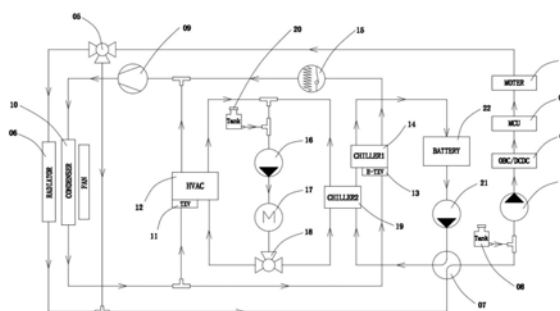 05
09
20
15
MOTER
10
Tank
14
22
MCU
06
16
CHILLER1
BATTERY
OBC/DCDC
RADIATOR
CONDENSER
FAN
HVAC
E-TXV
12
TXV
17
M
13
21
11
CHILLER2
18
19
Tank
08
07